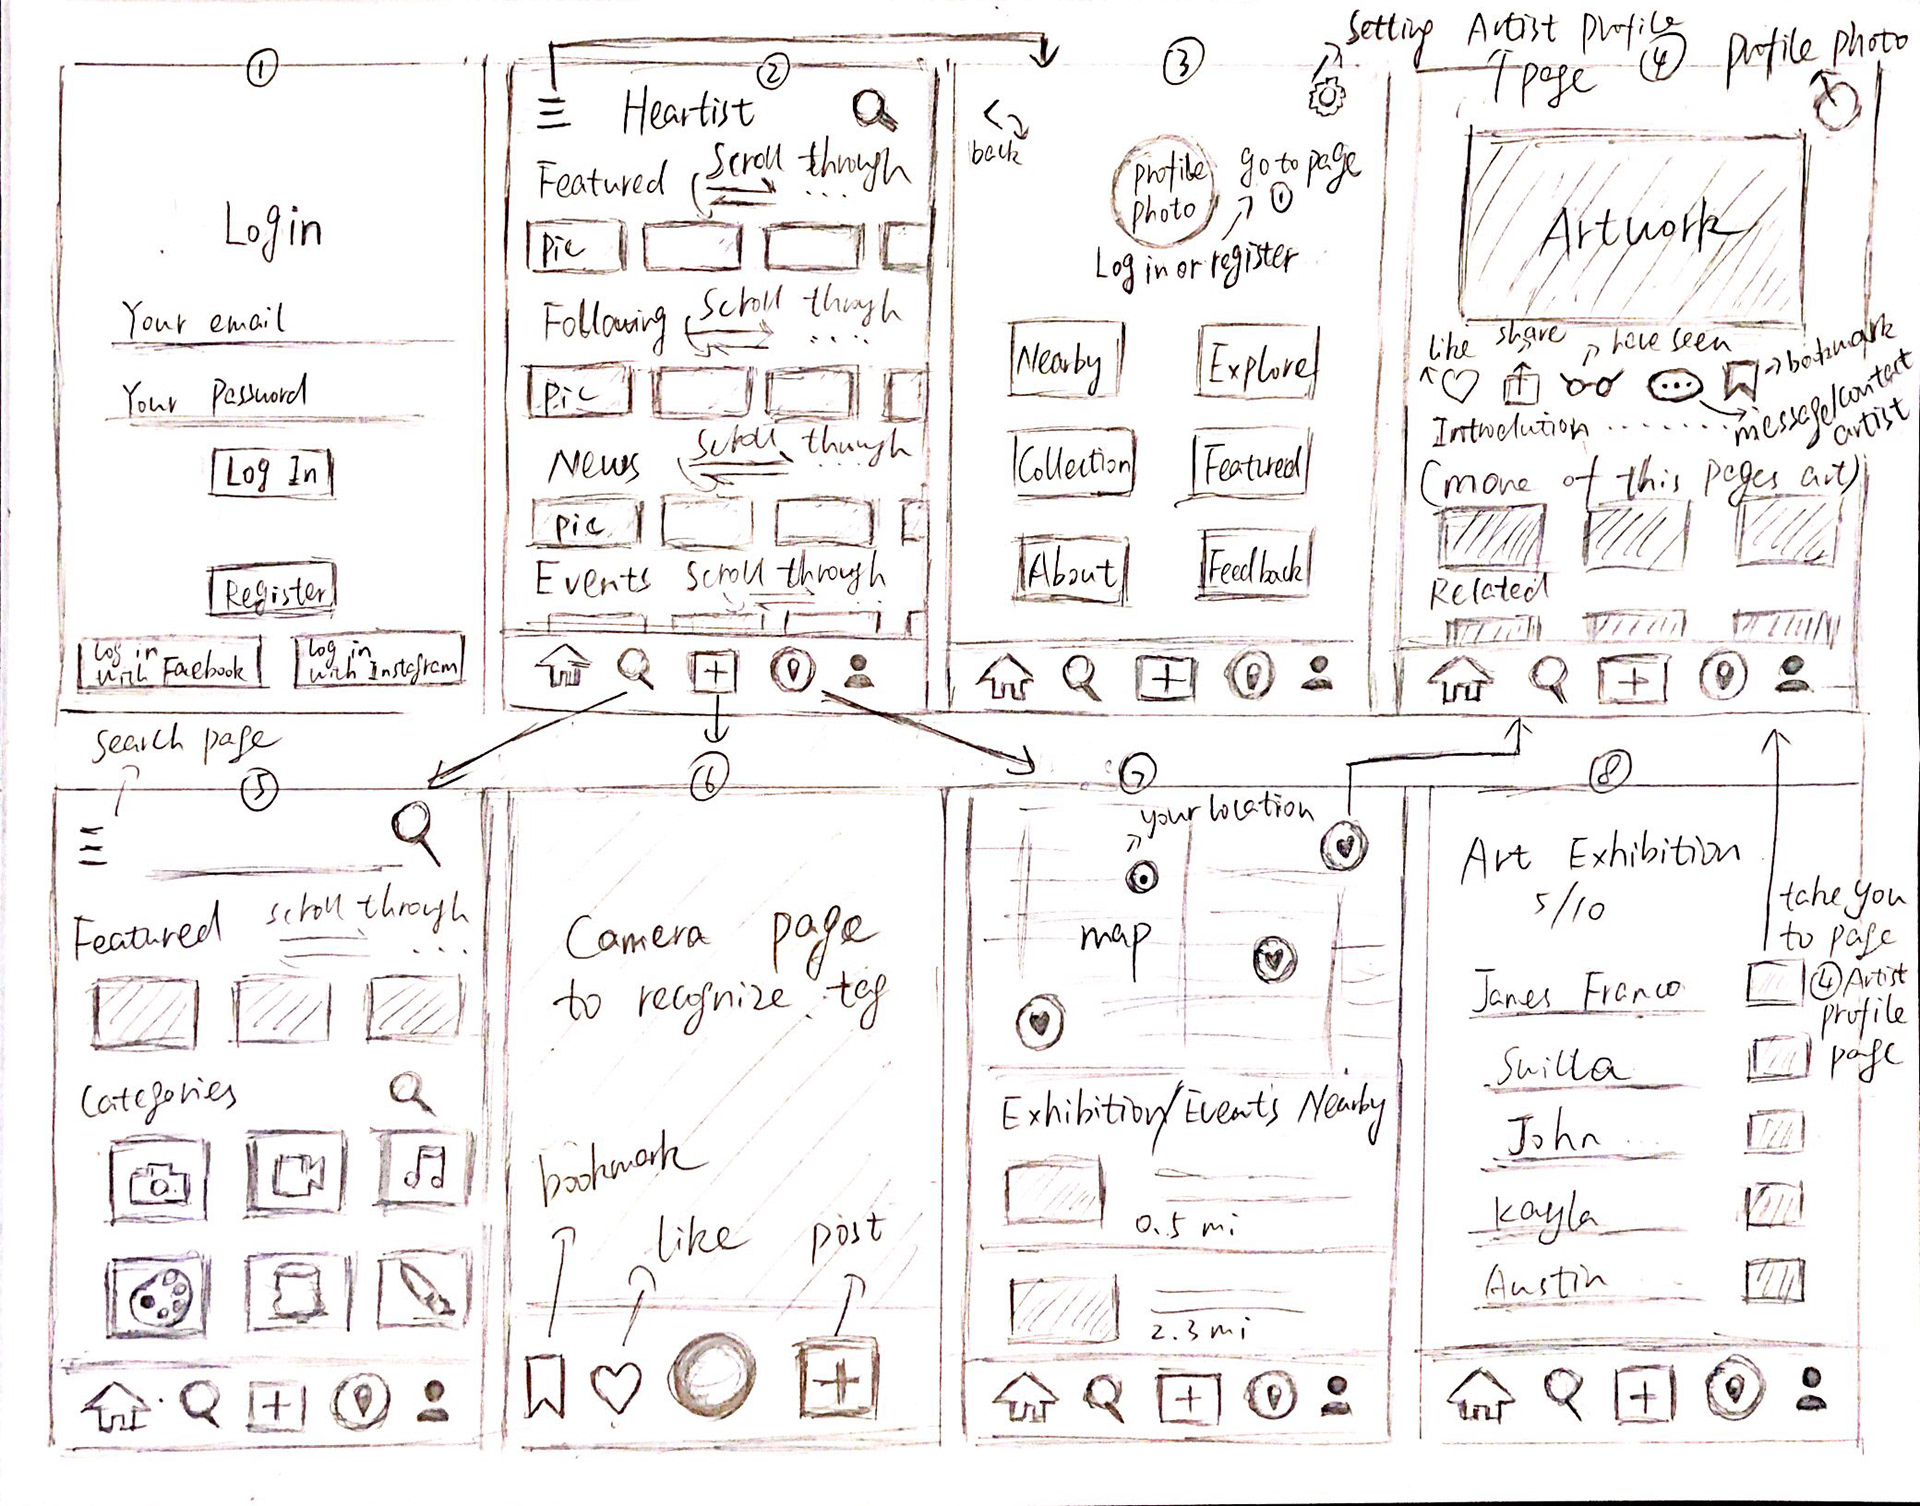 ①
Login
Your email
Your password
Log In
Register
Log in
with Facebook
Log in
with Instagram
②
Heartist
Featured
Scroll through
pic
Following
Scroll through
pic
News
Scroll through
pic
Events
Scroll through
③
Setting
back
profile
photo
go to page
①
Log in or register
Nearby
Explore
Collection
Featured
About
Feedback
Artist profile
page
④
profile photo
Artwork
like
share
have seen
bookmark
message/contact
artist
Introdution
(more of this pages art)
Related
Search page
⑤
Featured
scroll through
Categories
⑥
Camera page
to recognize tag
bookmark
like
post
⑦
your location
map
Exhibition/Events Nearby
0.5 mi
2.3 mi
⑧
Art Exhibition
5/10
James Franco
John
Kayla
Austin
take you
to page
④ Artist
profile
page